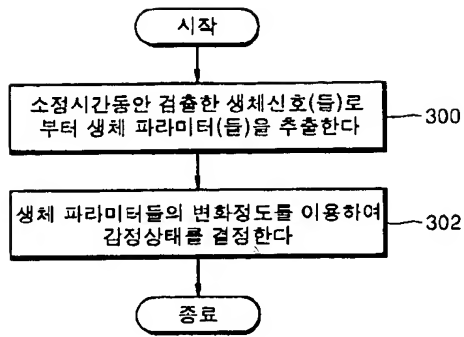 시작
소정시간동안 검출한 생체신호(들)로
부터 생체 파라미터(들)을 추출한다
300
생체 파라미터들의 변화정도를 이용하여
감정상태를 결정한다
302
종료